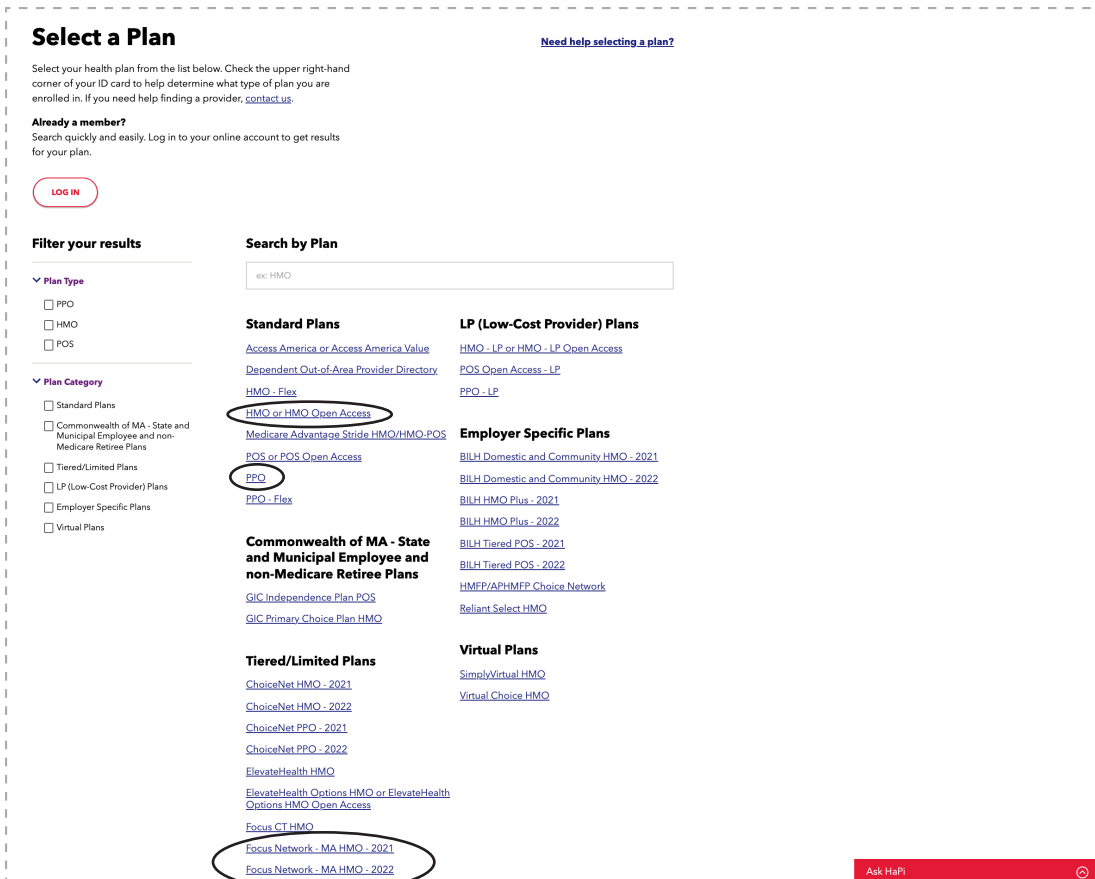 Select a Plan
Need help selecting a plan?
Select your health plan from the list below. Check the upper right-hand
corner of your ID card to help determine what type of plan you are
enrolled in. If you need help finding a provider, contact us.
Already a member?
Search quickly and easily. Log in to your online account to get results
for your plan.
LOG IN
Filter your results
Plan Type
PPO
HMO
POS
Plan Category
Standard Plans
Commonwealth of MA - State and
Municipal Employee and non-
Medicare Retiree Plans
Tiered/Limited Plans
LP (Low-Cost Provider) Plans
Employer Specific Plans
Virtual Plans
Search by Plan
ex: HMO
Standard Plans
Access America or Access America Value
Dependent Out-of-Area Provider Directory
HMO - Flex
HMO or HMO Open Access
Medicare Advantage Stride HMO/HMO-POS
POS or POS Open Access
PPO
PPO - Flex
Commonwealth of MA - State
and Municipal Employee and
non-Medicare Retiree Plans
GIC Independence Plan POS
GIC Primary Choice Plan HMO
Tiered/Limited Plans
ChoiceNet HMO - 2021
ChoiceNet HMO - 2022
ChoiceNet PPO - 2021
ChoiceNet PPO - 2022
ElevateHealth HMO
ElevateHealth Options HMO or ElevateHealth
Options HMO Open Access
Focus CT HMO
Focus Network - MA HMO - 2021
Focus Network - MA HMO - 2022
LP (Low-Cost Provider) Plans
HMO - LP or HMO - LP Open Access
POS Open Access - LP
PPO - LP
Employer Specific Plans
BILH Domestic and Community HMO - 2021
BILH Domestic and Community HMO - 2022
BILH HMO Plus - 2021
BILH HMO Plus - 2022
BILH Tiered POS - 2021
BILH Tiered POS - 2022
HMFP/APHMFP Choice Network
Reliant Select HMO
Virtual Plans
SimplyVirtual HMO
Virtual Choice HMO
Ask HaPi